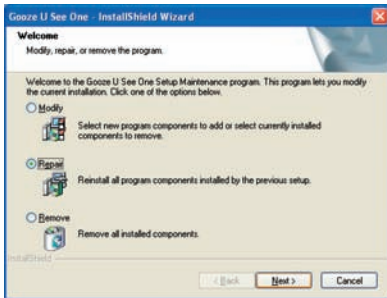 Gooze U See One - InstallShield Wizard
Welcome
Modify, repair, or remove the program.
Welcome to the Gooze U See One Setup Maintenance program. This program lets you modify
the current installation. Click one of the options below.
Modify
Select new program components to add or select currently installed
components to remove.
Repair
Reinstall all program components installed by the previous setup.
Remove
Remove all installed components.
InstallShield
< Back Next > Cancel